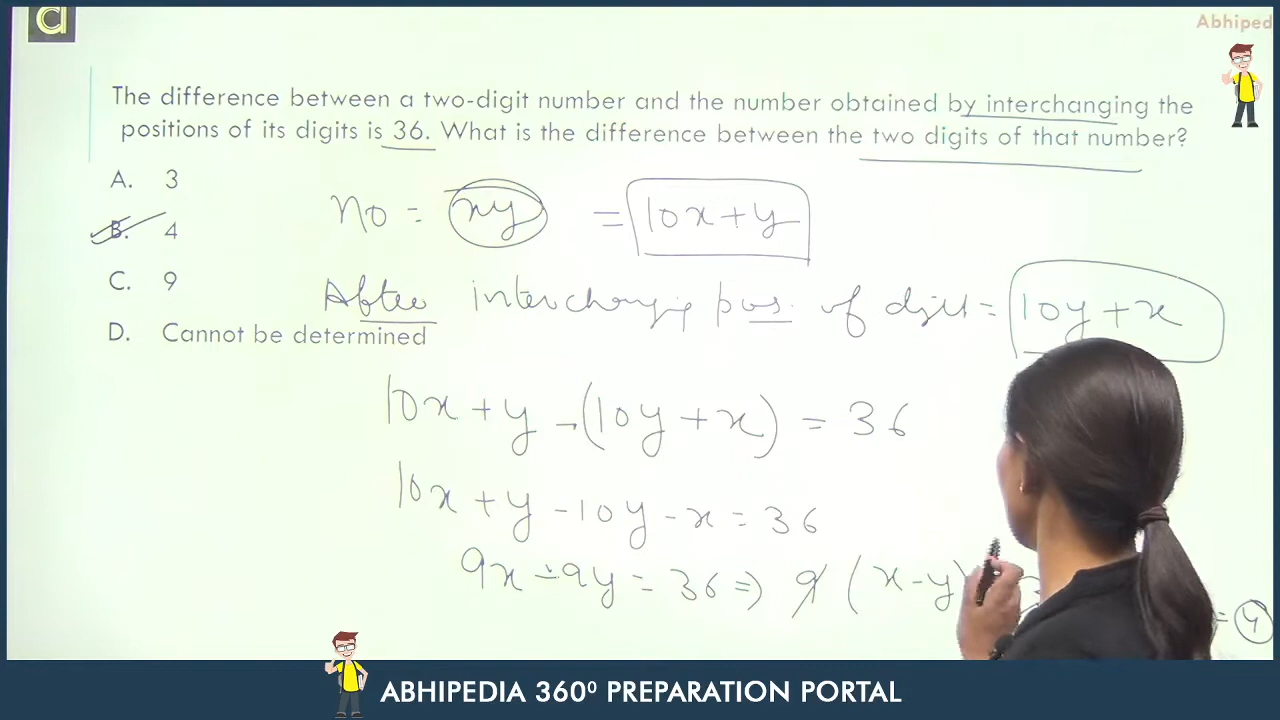 a
Abhiped
The difference between a two-digit number and the number obtained by interchanging the
positions of its digits is 36. What is the difference between the two digits of that number?
A. 3
B. 4
C. 9
D. Cannot be determined
No = xy = 10x+y
After interchangig pos. of digit = 10y+x
10x+y-(10y+x) = 36
10x+y-10y-x=36
9x-9y=36=> 9(x-y)
= 4
ABHIPEDIA 360⁰ PREPARATION PORTAL